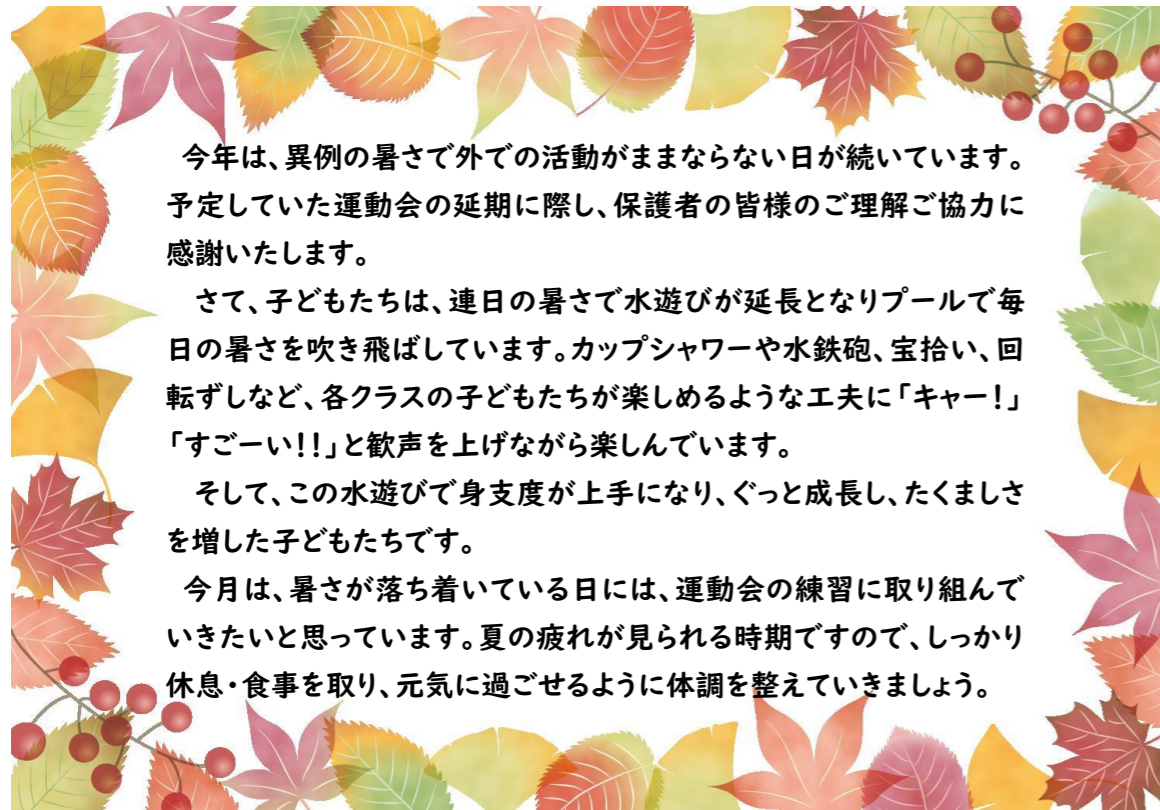 今年は、異例の暑さで外での活動がままならない日が続いています。
予定していた運動会の延期に際し、保護者の皆様のご理解ご協力に
感謝いたします。
さて、子どもたちは、連日の暑さで水遊びが延長となりプールで毎
日の暑さを吹き飛ばしています。カップシャワーや水鉄砲、宝拾い、回
転ずしなど、各クラスの子どもたちが楽しめるような工夫に「キャー！」
「すごーい！！」と歓声を上げながら楽しんでいます。
そして、この水遊びで身支度が上手になり、ぐっと成長し、たくましさ
を増した子どもたちです。
今月は、暑さが落ち着いている日には、運動会の練習に取り組んで
いきたいと思っています。夏の疲れが見られる時期ですので、しっかり
休息・食事を取り、元気に過ごせるように体調を整えていきましょう。